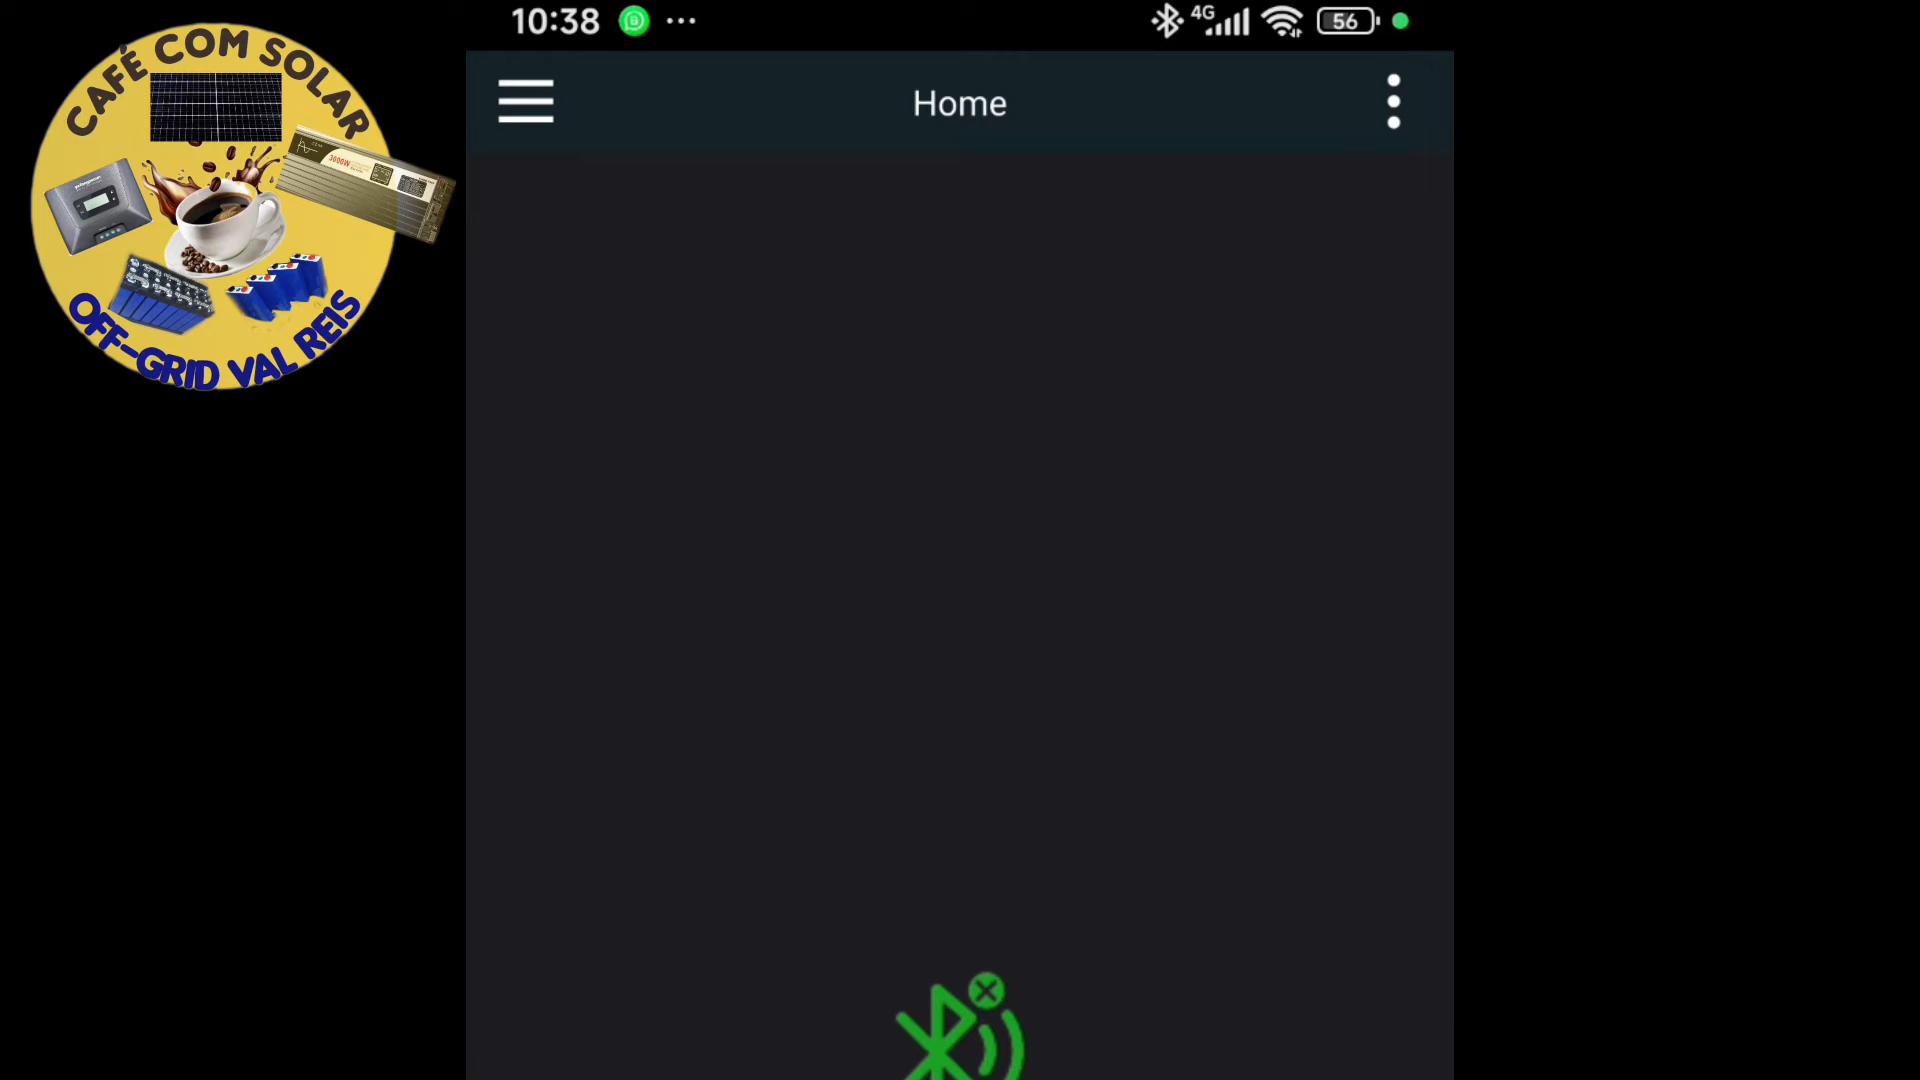 10:38
4G
56
Home
CAFÉ COM SOLAR
3000W
OFF-GRID VAL REIS